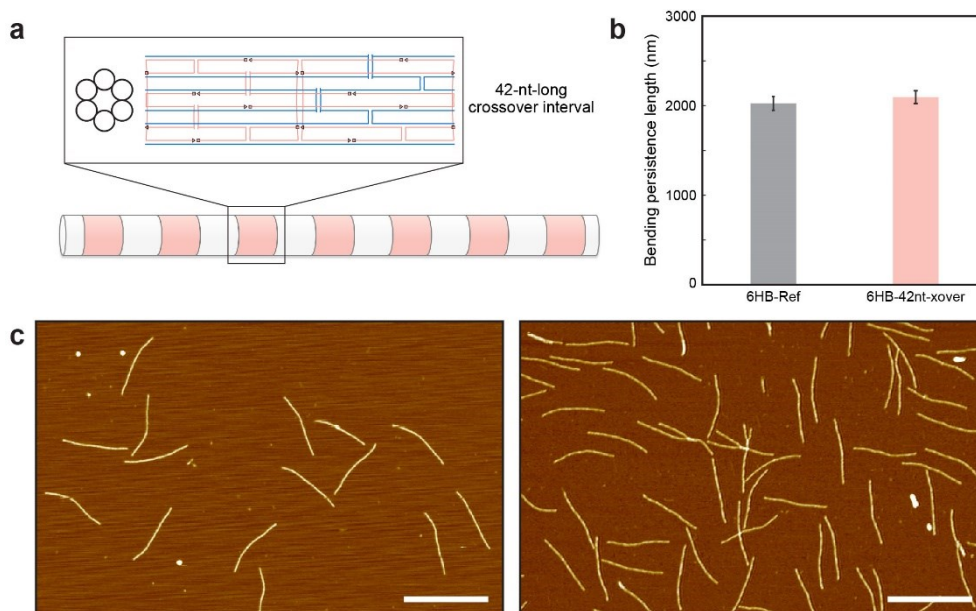 a
42-nt-long
crossover interval
b
Bending persistence length (nm)
3000
2000
1000
0
6HB-Ref
6HB-42nt-xover
c